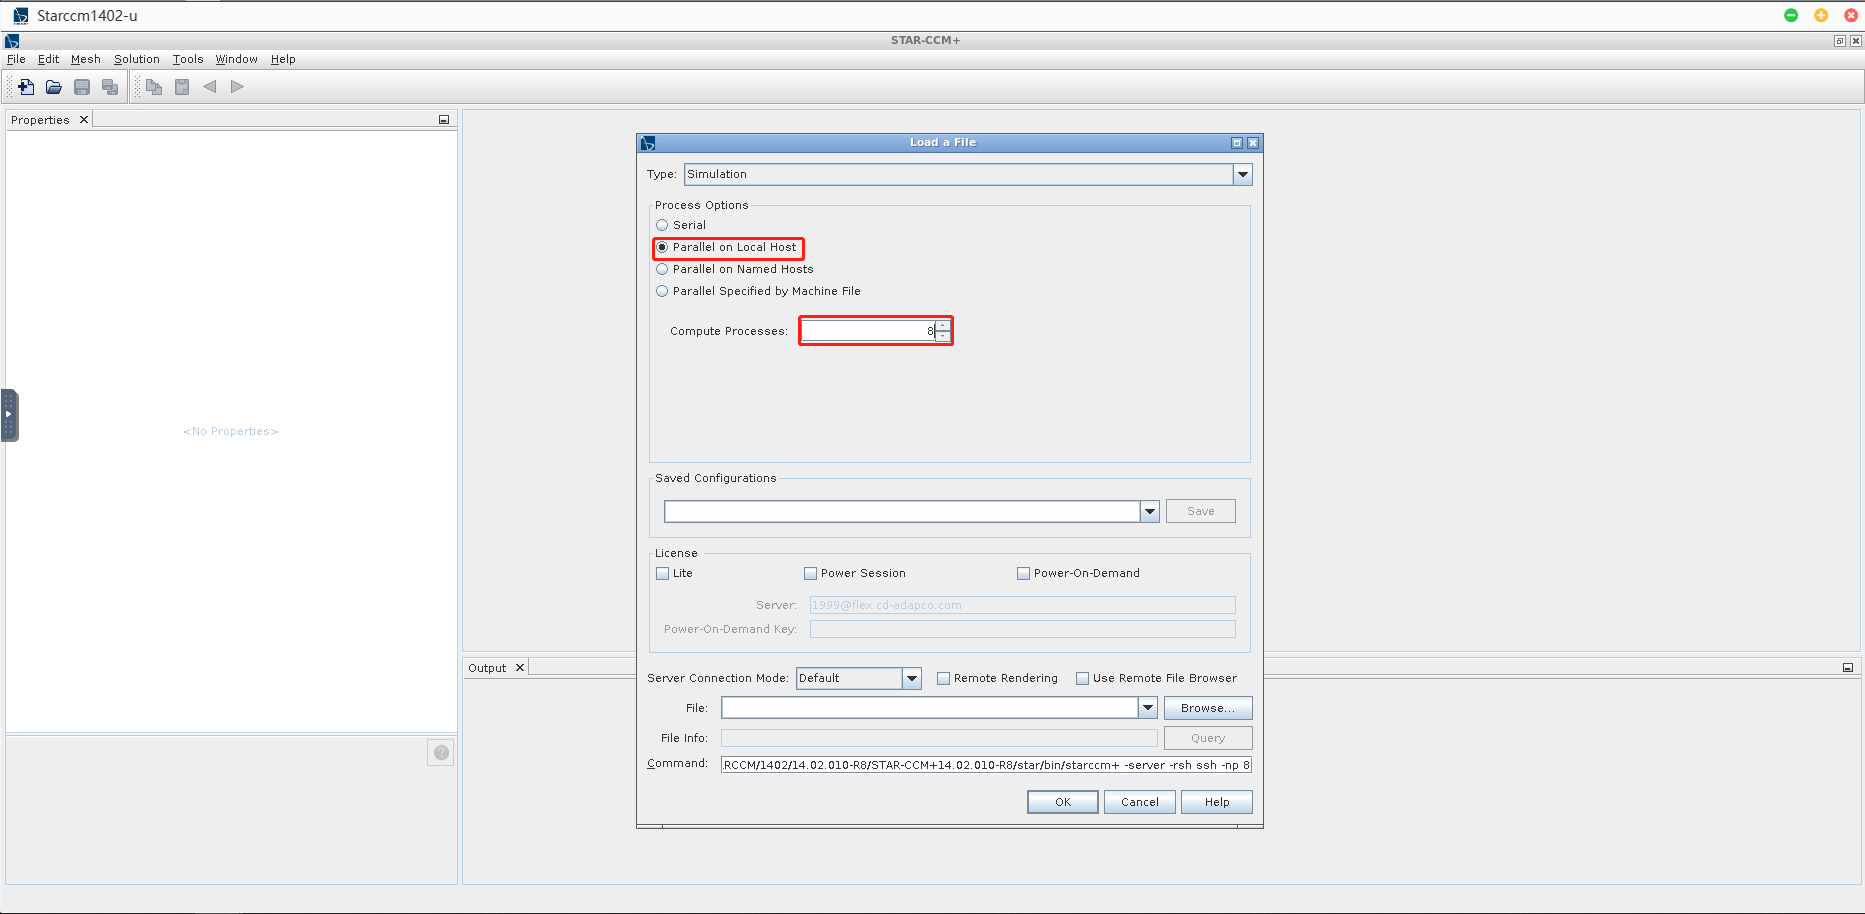 Starccm1402-u
STAR-CCM+
File Edit Mesh Solution Tools Window Help
Properties
<No Properties>
Load a File
Type: Simulation
Process Options
Serial
Parallel on Local Host
Parallel on Named Hosts
Parallel Specified by Machine File
Compute Processes: 8
Saved Configurations
Save
License
Lite Power Session Power-On-Demand
Server: 1999@flex.cd-adapco.com
Power-On-Demand Key:
Output
Server Connection Mode: Default Remote Rendering Use Remote File Browser
File: Browse...
File Info: Query
Command: .RCCM/1402/14.02.010-R8/STAR-CCM+14.02.010-R8/star/bin/starccm+ -server -rsh ssh -np 8
OK Cancel Help